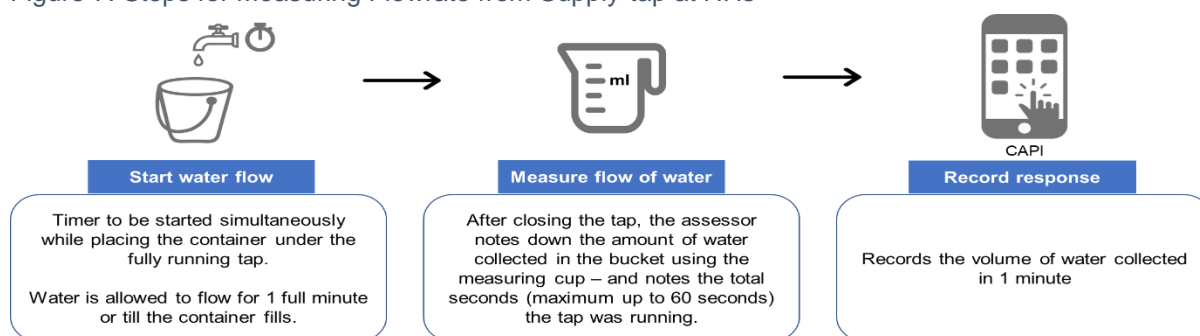 ml
CAPI
Start water flow
Timer to be started simultaneously
while placing the container under the
fully running tap.
Water is allowed to flow for 1 full minute
or till the container fills.
Measure flow of water
After closing the tap, the assessor
notes down the amount of water
collected in the bucket using the
measuring cup – and notes the total
seconds (maximum up to 60 seconds)
the tap was running.
Record response
Records the volume of water collected
in 1 minute